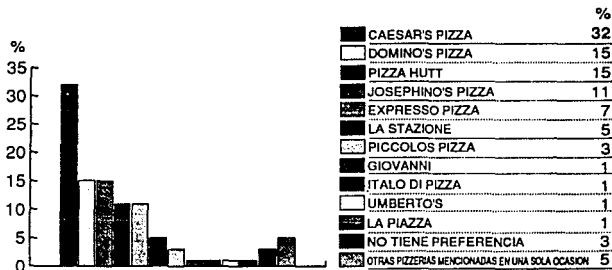 %
35
30
25
20
15
10
5
0
%
CAESAR'S PIZZA 32
DOMINO'S PIZZA 15
PIZZA HUTT 15
JOSEPHINO'S PIZZA 11
EXPRESSO PIZZA 7
LA STAZIONE 5
PICCOLOS PIZZA 3
GIOVANNI 1
ITALO DI PIZZA 1
UMBERTO'S 1
LA PIAZZA 1
NO TIENE PREFERENCIA 3
OTRAS PIZZERIAS MENCIONADAS EN UNA SOLA OCASION 5